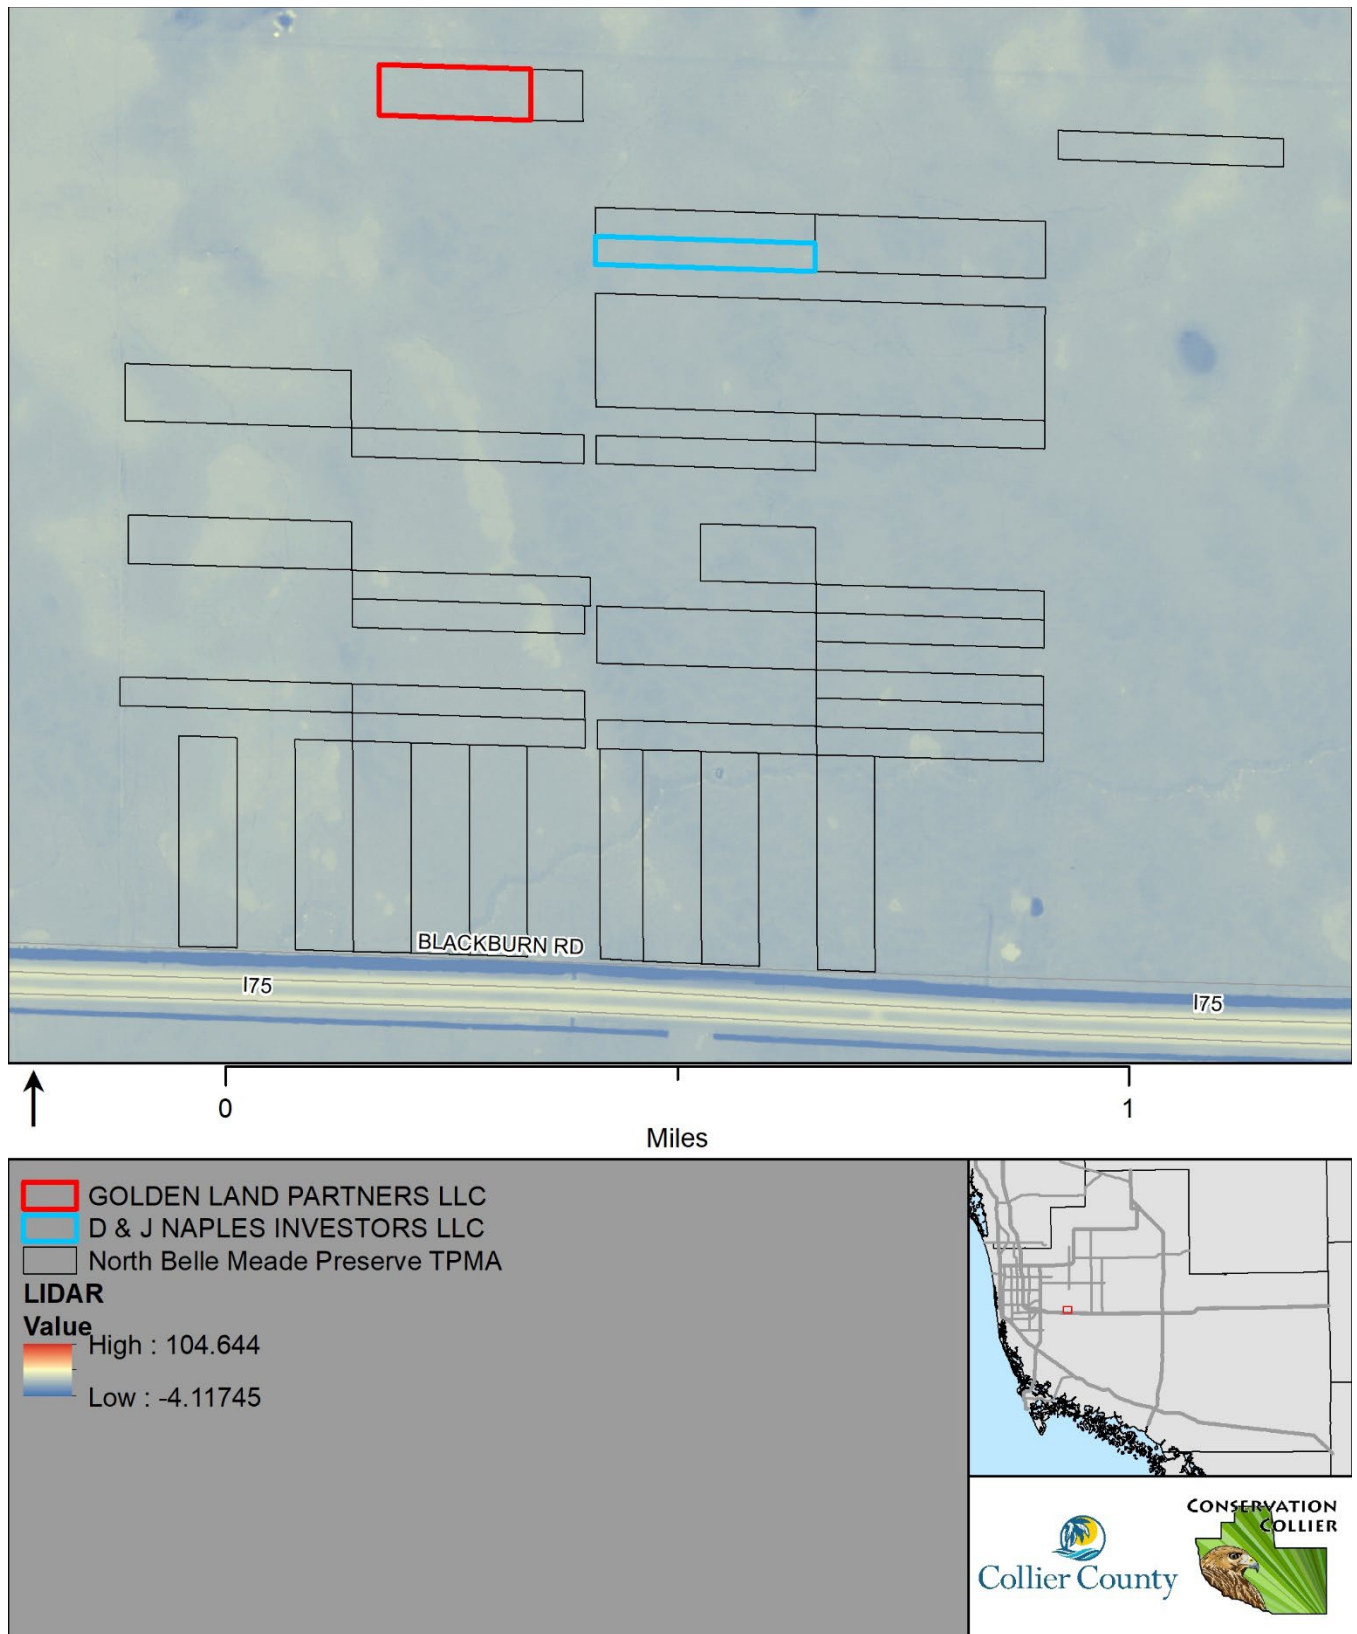 BLACKBURN RD
I75
I75
0
1
Miles
GOLDEN LAND PARTNERS LLC
D & J NAPLES INVESTORS LLC
North Belle Meade Preserve TPMA
LIDAR
Value
High : 104.644
Low : -4.11745
CONSERVATION
COLLIER
Collier County